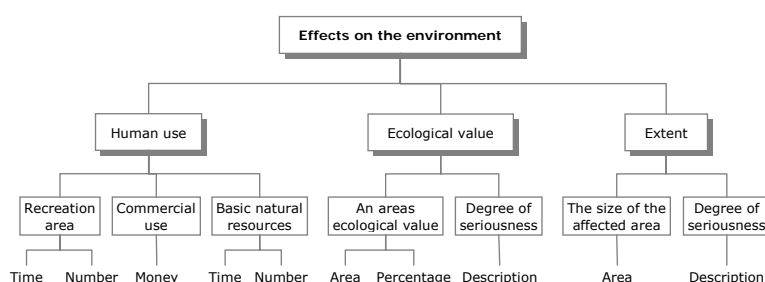 Effects on the environment
Human use
Ecological value
Extent
Recreation
area
Commercial
use
Basic natural
resources
An areas
ecological value
Degree of
seriousness
The size of the
affected area
Degree of
seriousness
Time
Number
Money
Time
Number
Area
Percentage
Description
Area
Description